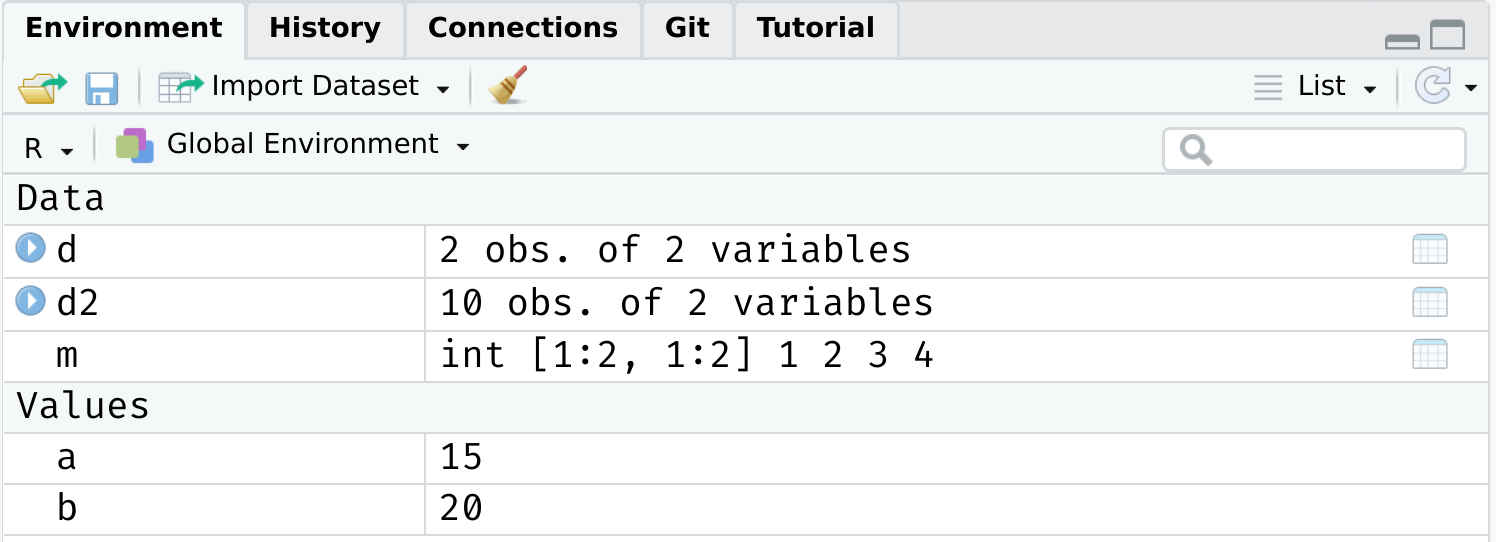 Environment History Connections Git Tutorial
Import Dataset List
R Global Environment
Data
d 2 obs. of 2 variables
d2 10 obs. of 2 variables
m int [1:2, 1:2] 1 2 3 4
Values
a 15
b 20